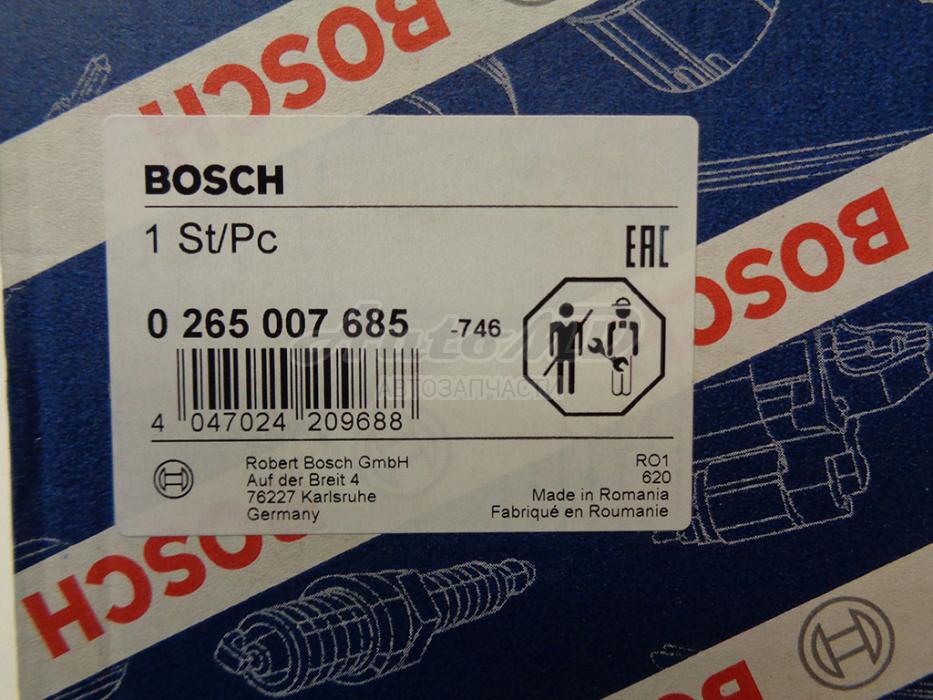 BOSCH
BOSCH
1 St/Pc
EAC
BOSCH
0 265 007 685 -746
AutoMD
АВТОЗАПЧАСТИ
4 047024 209688
Robert Bosch GmbH
Auf der Breit 4
76227 Karlsruhe
Germany
RO1
620
Made in Romania
Fabriqué en Roumanie
BOSCH